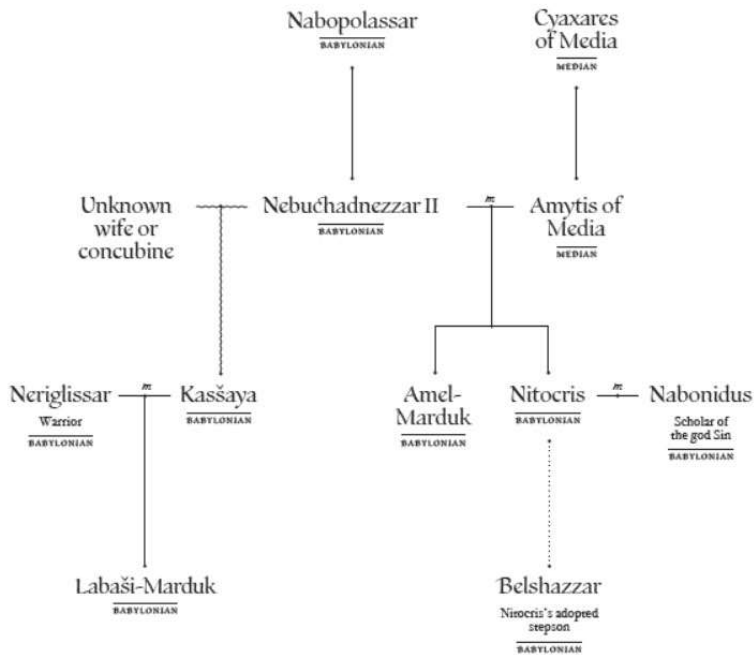 Nabopolassar
BABYLONIAN
Cyaxares
of Media
MEDIAN
Unknown
wife or
concubine
Nebućhadnezzar II
BABYLONIAN
m
Amytis of
Media
MEDIAN
Neriglissar
Warrior
BABYLONIAN
m
Kaššaya
BABYLONIAN
Amel-
Marduk
BABYLONIAN
Nitocris
BABYLONIAN
m
Nabonidus
Scholar of
the god Sin
BABYLONIAN
Labaši-Marduk
BABYLONIAN
Belshazzar
Nitocris's adopted
stepson
BABYLONIAN